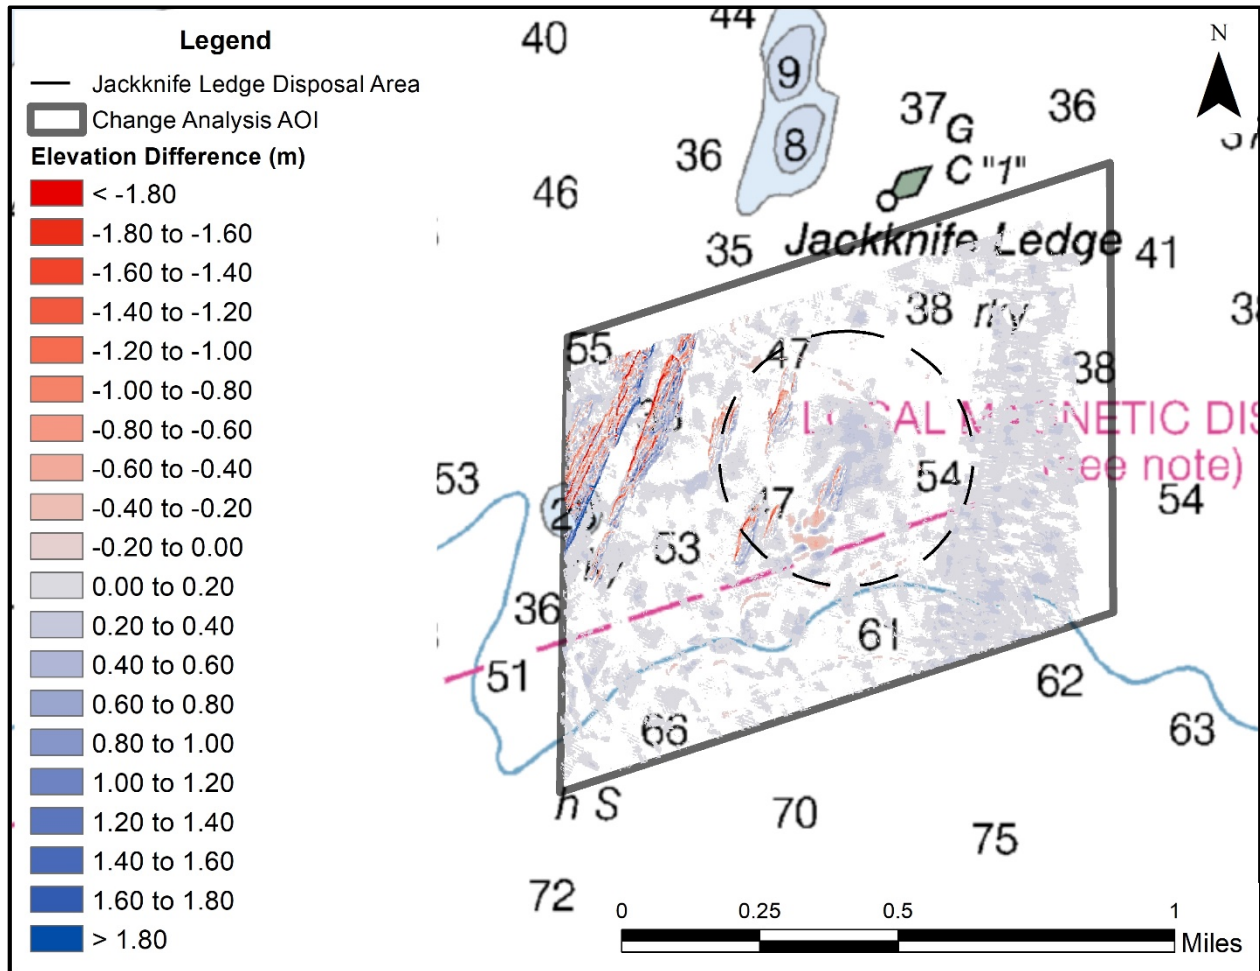 Legend
Jackknife Ledge Disposal Area
Change Analysis AOI
Elevation Difference (m)
< -1.80
-1.80 to -1.60
-1.60 to -1.40
-1.40 to -1.20
-1.20 to -1.00
-1.00 to -0.80
-0.80 to -0.60
-0.60 to -0.40
-0.40 to -0.20
-0.20 to 0.00
0.00 to 0.20
0.20 to 0.40
0.40 to 0.60
0.60 to 0.80
0.80 to 1.00
1.00 to 1.20
1.20 to 1.40
1.40 to 1.60
1.60 to 1.80
> 1.80
44
40
9
N
37
G
36
8
36
C "1"
46
35
Jackknife Ledge
41
38
rky
55
47
38
53
54
54
53
36
61
51
62
66
63
h S
70
75
72
0 0.25 0.5 1
Miles